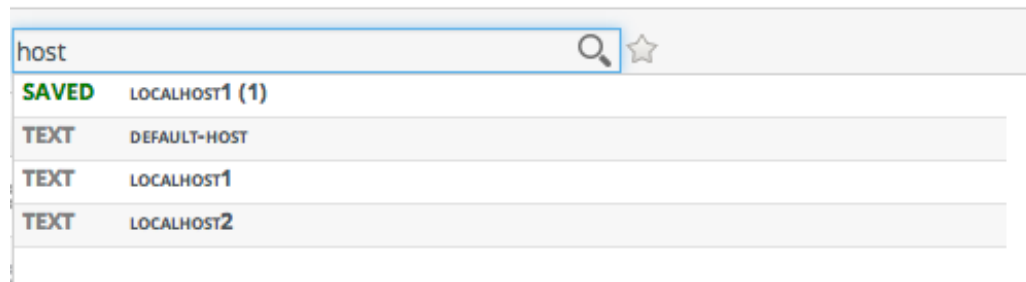 host
SAVED LOCALHOST1 (1)
TEXT DEFAULT-HOST
TEXT LOCALHOST1
TEXT LOCALHOST2